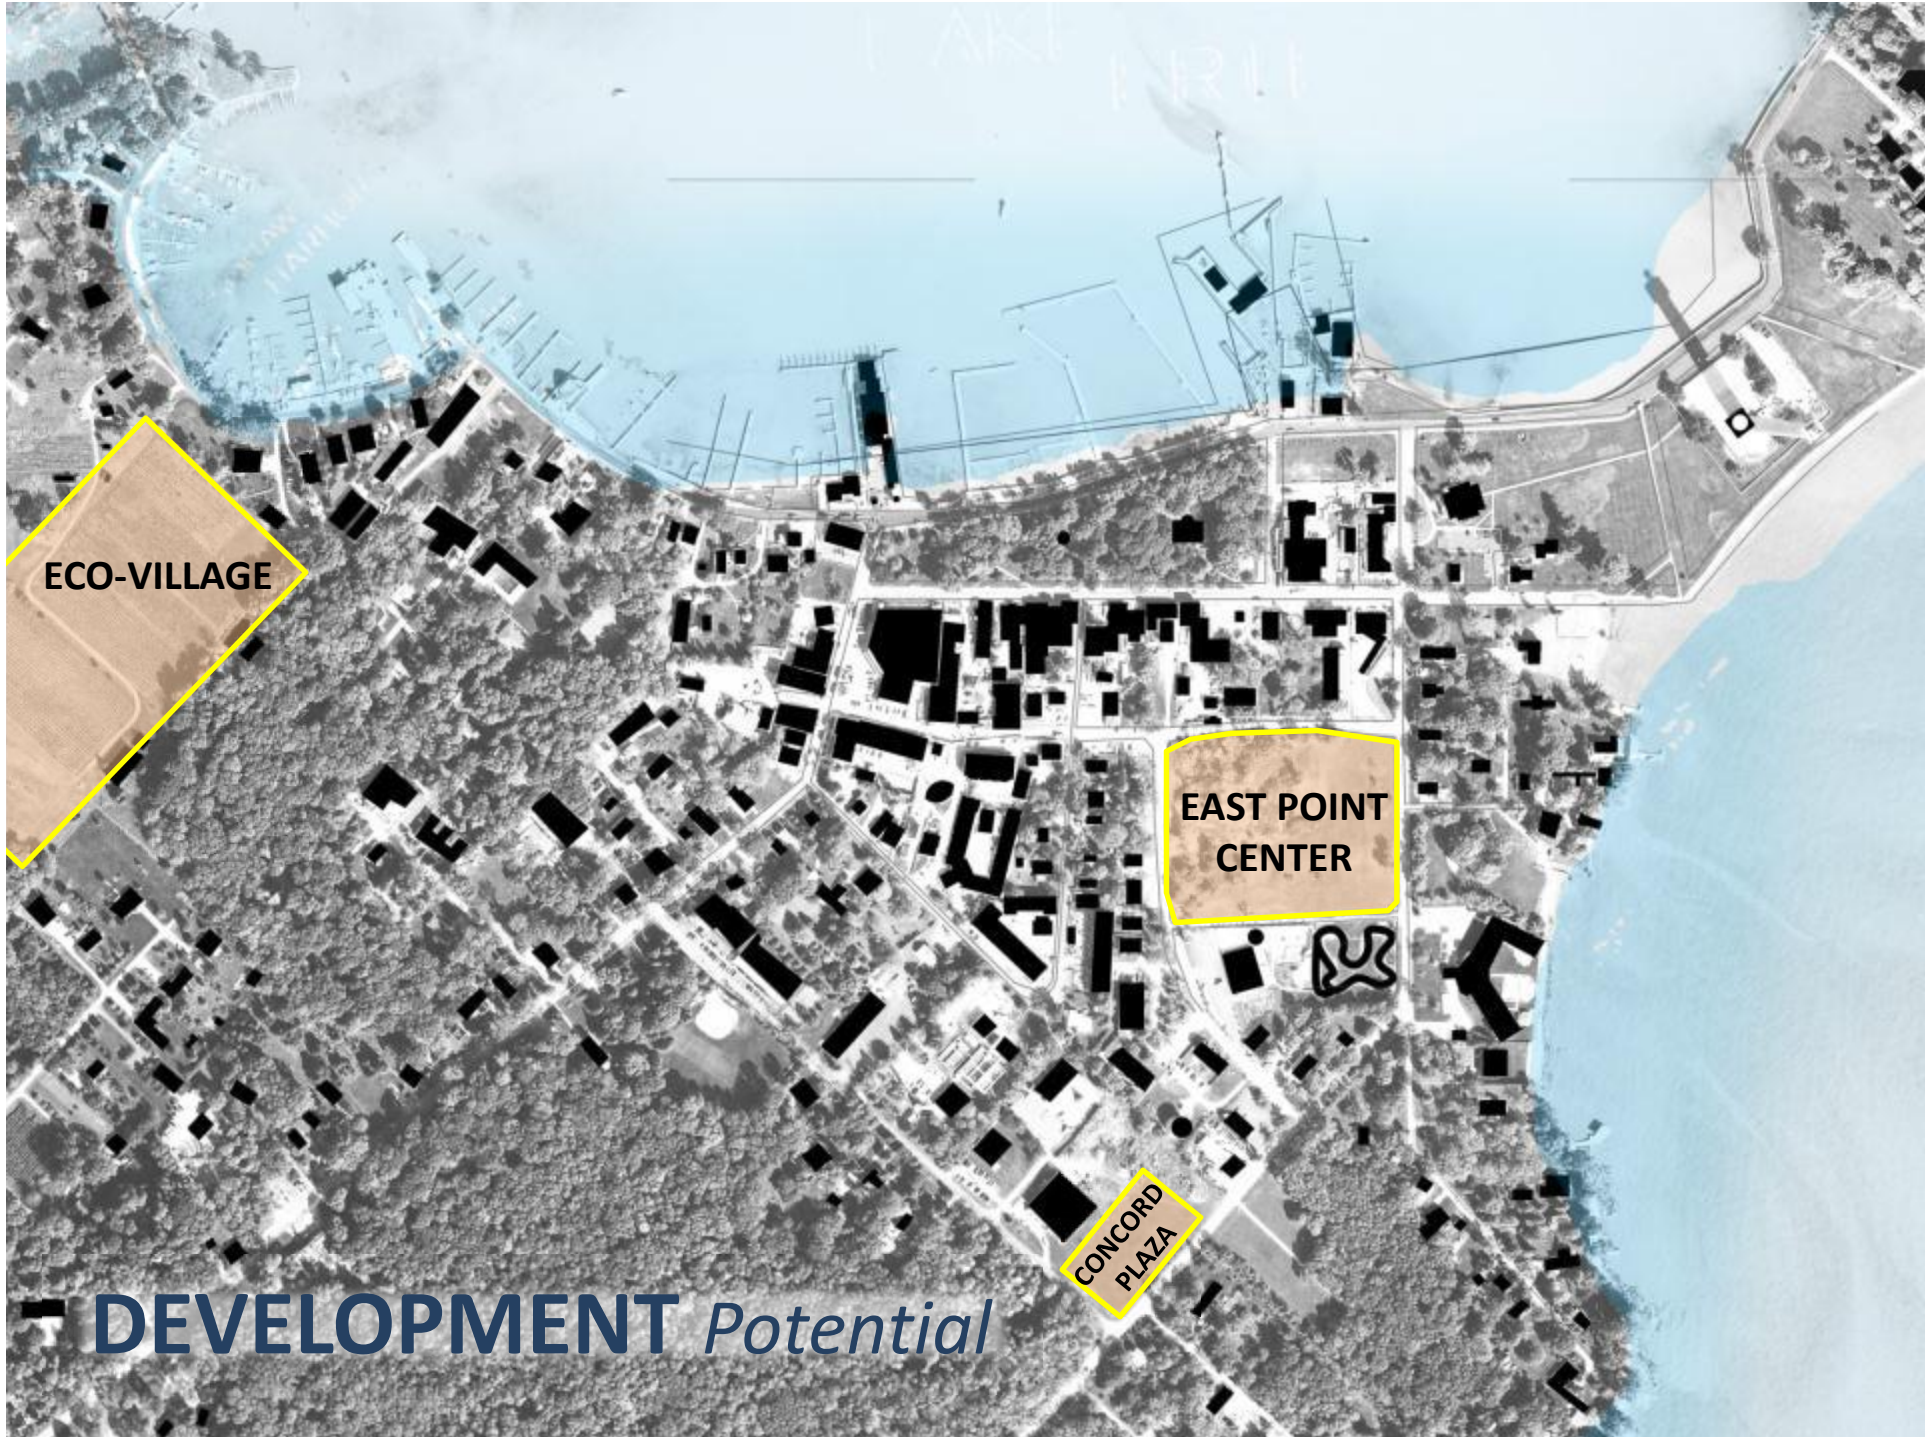 ECO-VILLAGE
EAST POINT
CENTER
CONCORD
PLAZA
DEVELOPMENT Potential